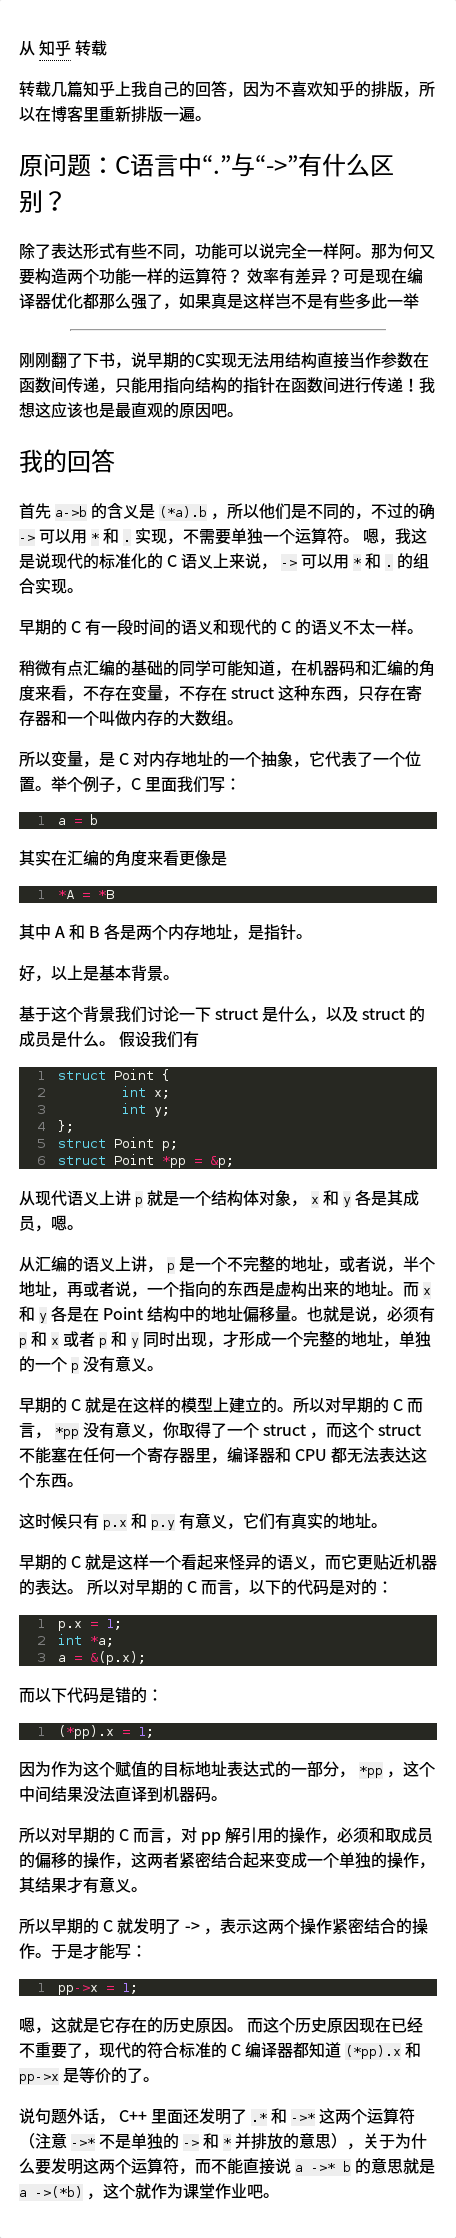 从 知乎 转载
转载几篇知乎上我自己的回答，因为不喜欢知乎的排版，所
以在博客里重新排版一遍。
原问题：C语言中“.”与“->”有什么区
别？
除了表达形式有些不同，功能可以说完全一样阿。那为何又
要构造两个功能一样的运算符？ 效率有差异？可是现在编
译器优化都那么强了，如果真是这样岂不是有些多此一举
刚刚翻了下书，说早期的C实现无法用结构直接当作参数在
函数间传递，只能用指向结构的指针在函数间进行传递！我
想这应该也是最直观的原因吧。
我的回答
首先 a->b 的含义是 (*a).b ，所以他们是不同的，不过的确
-> 可以用 * 和 . 实现，不需要单独一个运算符。 嗯，我这
是说现代的标准化的 C 语义上来说， -> 可以用 * 和 . 的组
合实现。
早期的 C 有一段时间的语义和现代的 C 的语义不太一样。
稍微有点汇编的基础的同学可能知道，在机器码和汇编的角
度来看，不存在变量，不存在 struct 这种东西，只存在寄
存器和一个叫做内存的大数组。
所以变量，是 C 对内存地址的一个抽象，它代表了一个位
置。举个例子，C 里面我们写：
1 a = b
其实在汇编的角度来看更像是
1 *A = *B
其中 A 和 B 各是两个内存地址，是指针。
好，以上是基本背景。
基于这个背景我们讨论一下 struct 是什么，以及 struct 的
成员是什么。 假设我们有
1 struct Point {
2         int x;
3         int y;
4 };
5 struct Point p;
6 struct Point *pp = &p;
从现代语义上讲 p 就是一个结构体对象， x 和 y 各是其成
员，嗯。
从汇编的语义上讲， p 是一个不完整的地址，或者说，半个
地址，再或者说，一个指向的东西是虚构出来的地址。而 x
和 y 各是在 Point 结构中的地址偏移量。也就是说，必须有
p 和 x 或者 p 和 y 同时出现，才形成一个完整的地址，单独
的一个 p 没有意义。
早期的 C 就是在这样的模型上建立的。所以对早期的 C 而
言， *pp 没有意义，你取得了一个 struct ，而这个 struct
不能塞在任何一个寄存器里，编译器和 CPU 都无法表达这
个东西。
这时候只有 p.x 和 p.y 有意义，它们有真实的地址。
早期的 C 就是这样一个看起来怪异的语义，而它更贴近机器
的表达。 所以对早期的 C 而言，以下的代码是对的：
1 p.x = 1;
2 int *a;
3 a = &(p.x);
而以下代码是错的：
1 (*pp).x = 1;
因为作为这个赋值的目标地址表达式的一部分， *pp ，这个
中间结果没法直译到机器码。
所以对早期的 C 而言，对 pp 解引用的操作，必须和取成员
的偏移的操作，这两者紧密结合起来变成一个单独的操作，
其结果才有意义。
所以早期的 C 就发明了 -> ，表示这两个操作紧密结合的操
作。于是才能写：
1 pp->x = 1;
嗯，这就是它存在的历史原因。 而这个历史原因现在已经
不重要了，现代的符合标准的 C 编译器都知道 (*pp).x 和
pp->x 是等价的了。
说句题外话， C++ 里面还发明了 .* 和 ->* 这两个运算符
（注意 ->* 不是单独的 -> 和 * 并排放的意思），关于为什
么要发明这两个运算符，而不能直接说 a ->* b 的意思就是
a ->(*b) ，这个就作为课堂作业吧。